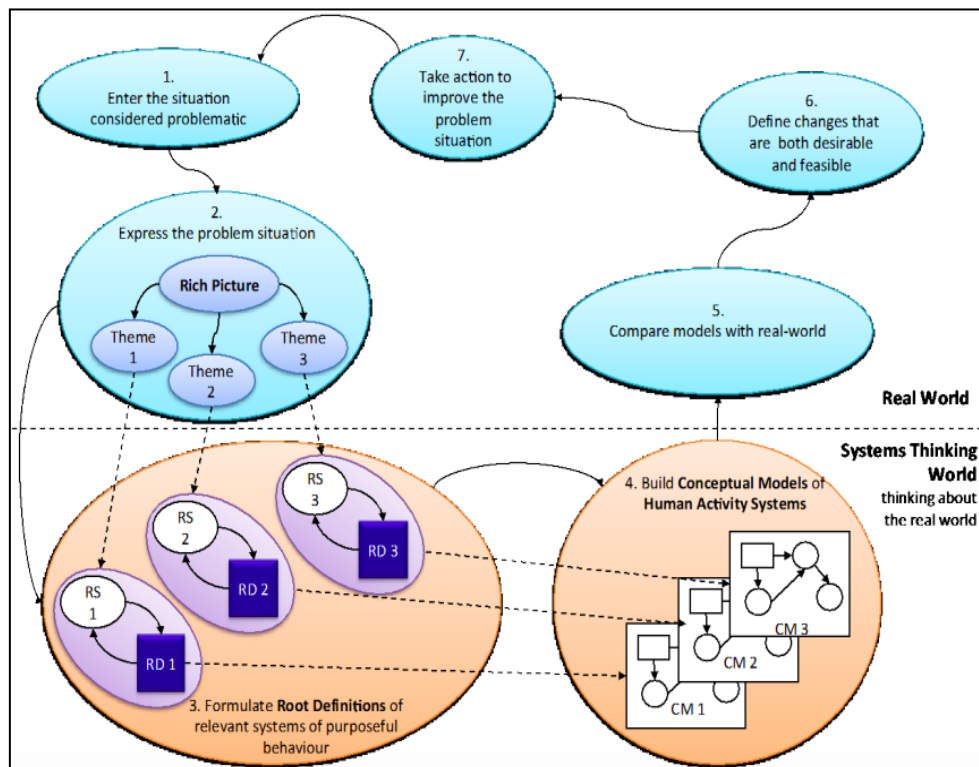 1.
Enter the situation
considered problematic
7.
Take action to
improve the
problem
situation
6.
Define changes that
are both desirable
and feasible
2.
Express the problem situation
Rich Picture
Theme
1
Theme
2
Theme
3
5.
Compare models with real-world
Real World
Systems Thinking
World
thinking about
the real world
RS
1
RD 1
RS
2
RD 2
RS
3
RD 3
3. Formulate Root Definitions of
relevant systems of purposeful
behaviour
4. Build Conceptual Models of
Human Activity Systems
CM 3
CM 2
CM 1